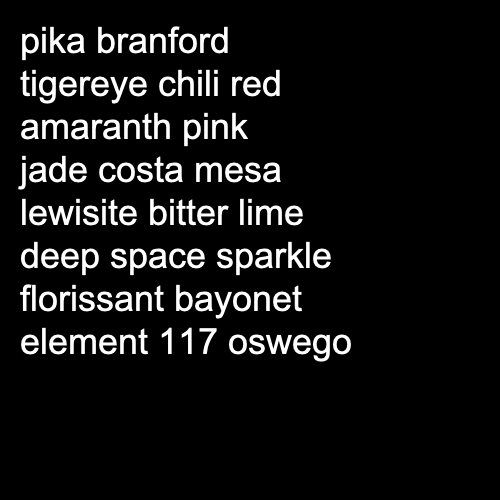 pika branford
tigereye chili red
amaranth pink
jade costa mesa
lewisite bitter lime
deep space sparkle
florissant bayonet
element 117 oswego